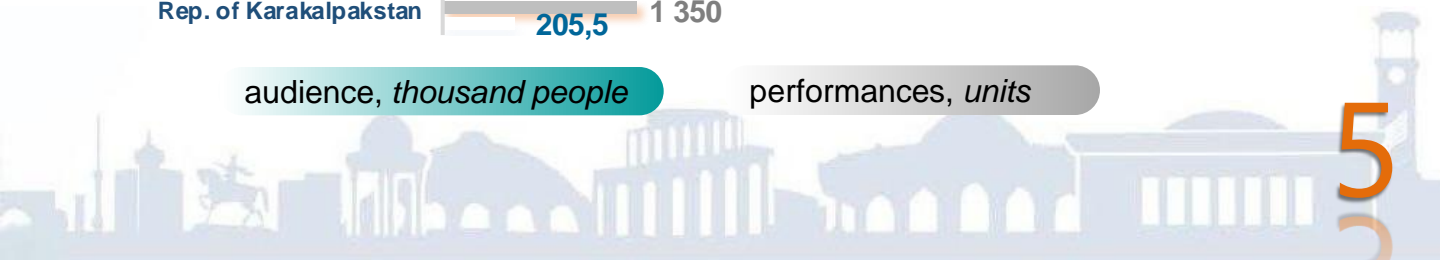 Rep. of Karakalpakstan 1 350
205,5
audience, thousand people performances, units
5